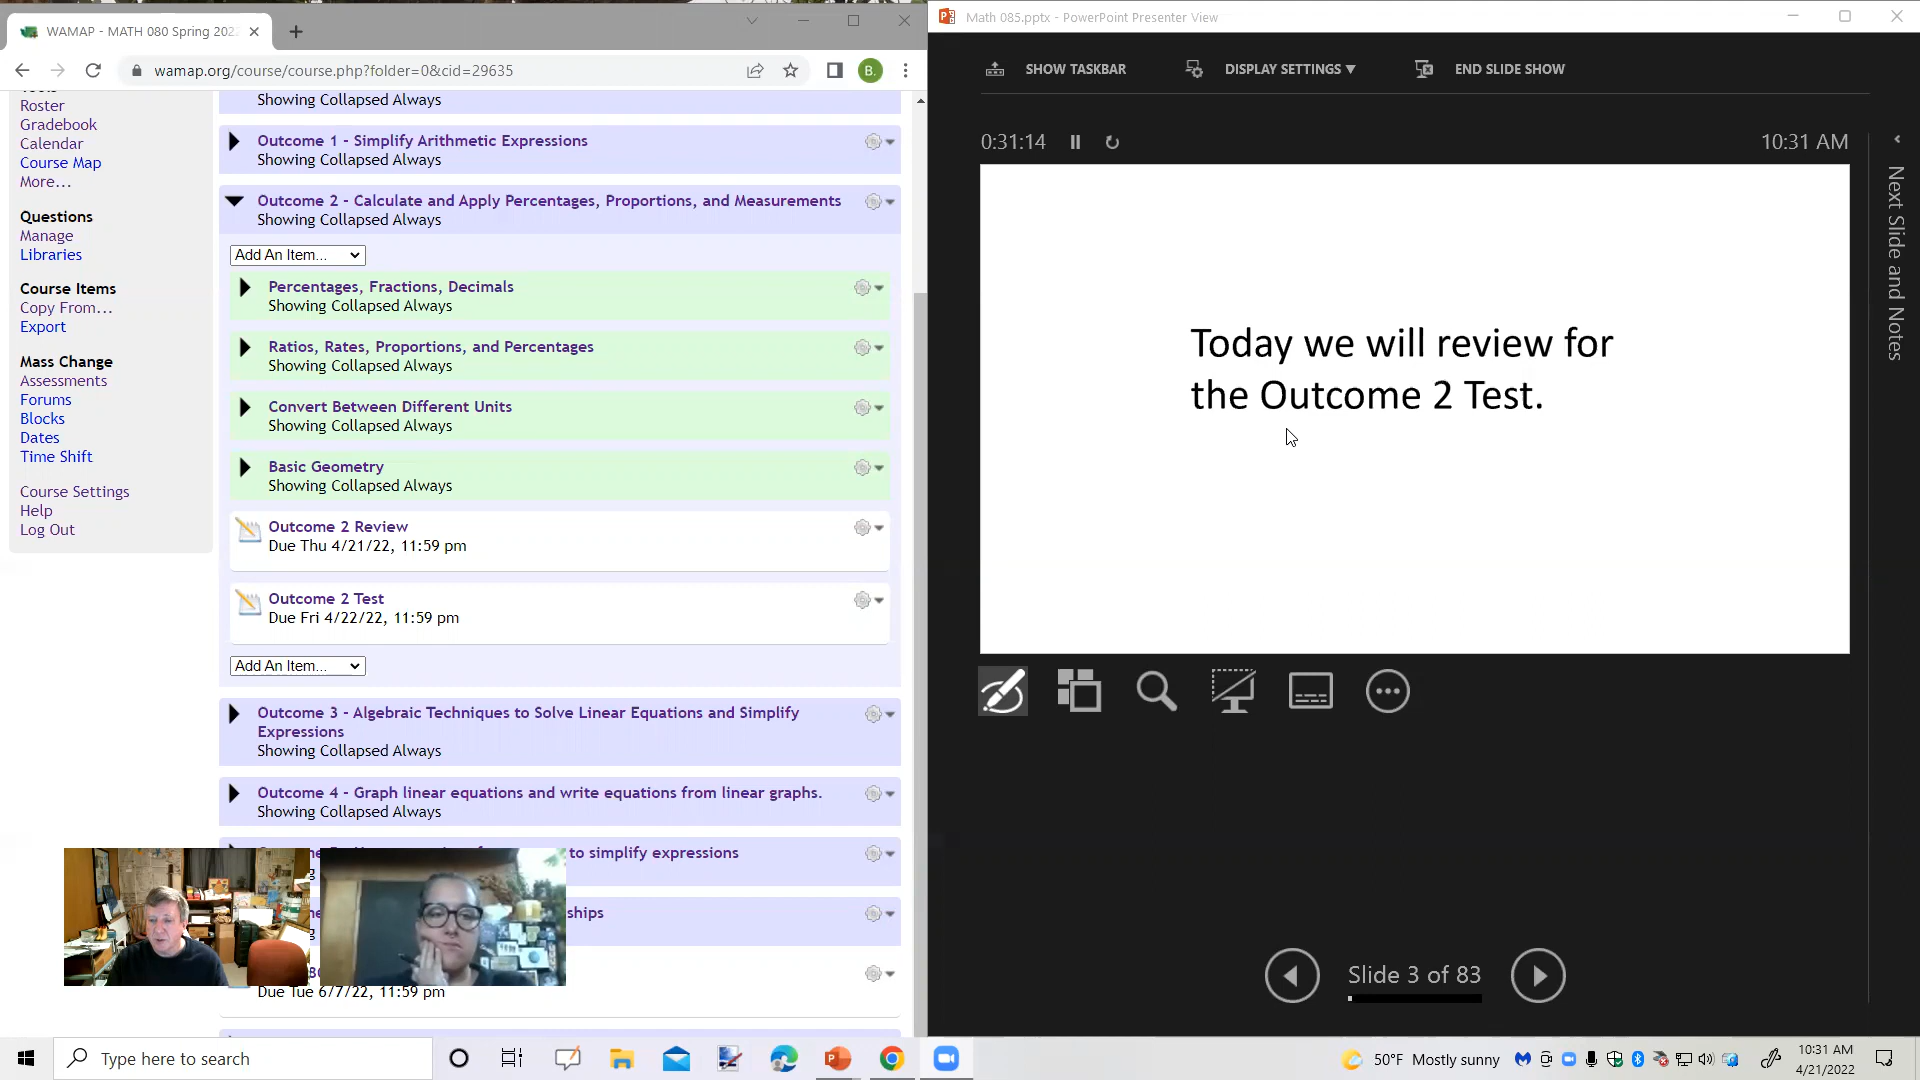 WAMAP - MATH 080 Spring 202
wamap.org/course/course.php?folder=0&cid=29635
B.
Roster
Gradebook
Calendar
Course Map
More...
Questions
Manage
Libraries
Course Items
Copy From...
Export
Mass Change
Assessments
Forums
Blocks
Dates
Time Shift
Course Settings
Help
Log Out
Showing Collapsed Always
Outcome 1 - Simplify Arithmetic Expressions
Showing Collapsed Always
Outcome 2 - Calculate and Apply Percentages, Proportions, and Measurements
Showing Collapsed Always
Add An Item...
Percentages, Fractions, Decimals
Showing Collapsed Always
Ratios, Rates, Proportions, and Percentages
Showing Collapsed Always
Convert Between Different Units
Showing Collapsed Always
Basic Geometry
Showing Collapsed Always
Outcome 2 Review
Due Thu 4/21/22, 11:59 pm
Outcome 2 Test
Due Fri 4/22/22, 11:59 pm
Add An Item...
Outcome 3 - Algebraic Techniques to Solve Linear Equations and Simplify
Expressions
Showing Collapsed Always
Outcome 4 - Graph linear equations and write equations from linear graphs.
Showing Collapsed Always
to simplify expressions
ships
Due Tue 6/7/22, 11:59 pm
Math 085.pptx - PowerPoint Presenter View
SHOW TASKBAR
DISPLAY SETTINGS
END SLIDE SHOW
0:31:14
10:31 AM
Next Slide and Notes
Today we will review for
the Outcome 2 Test.
Slide 3 of 83
Type here to search
50°F Mostly sunny
10:31 AM
4/21/2022